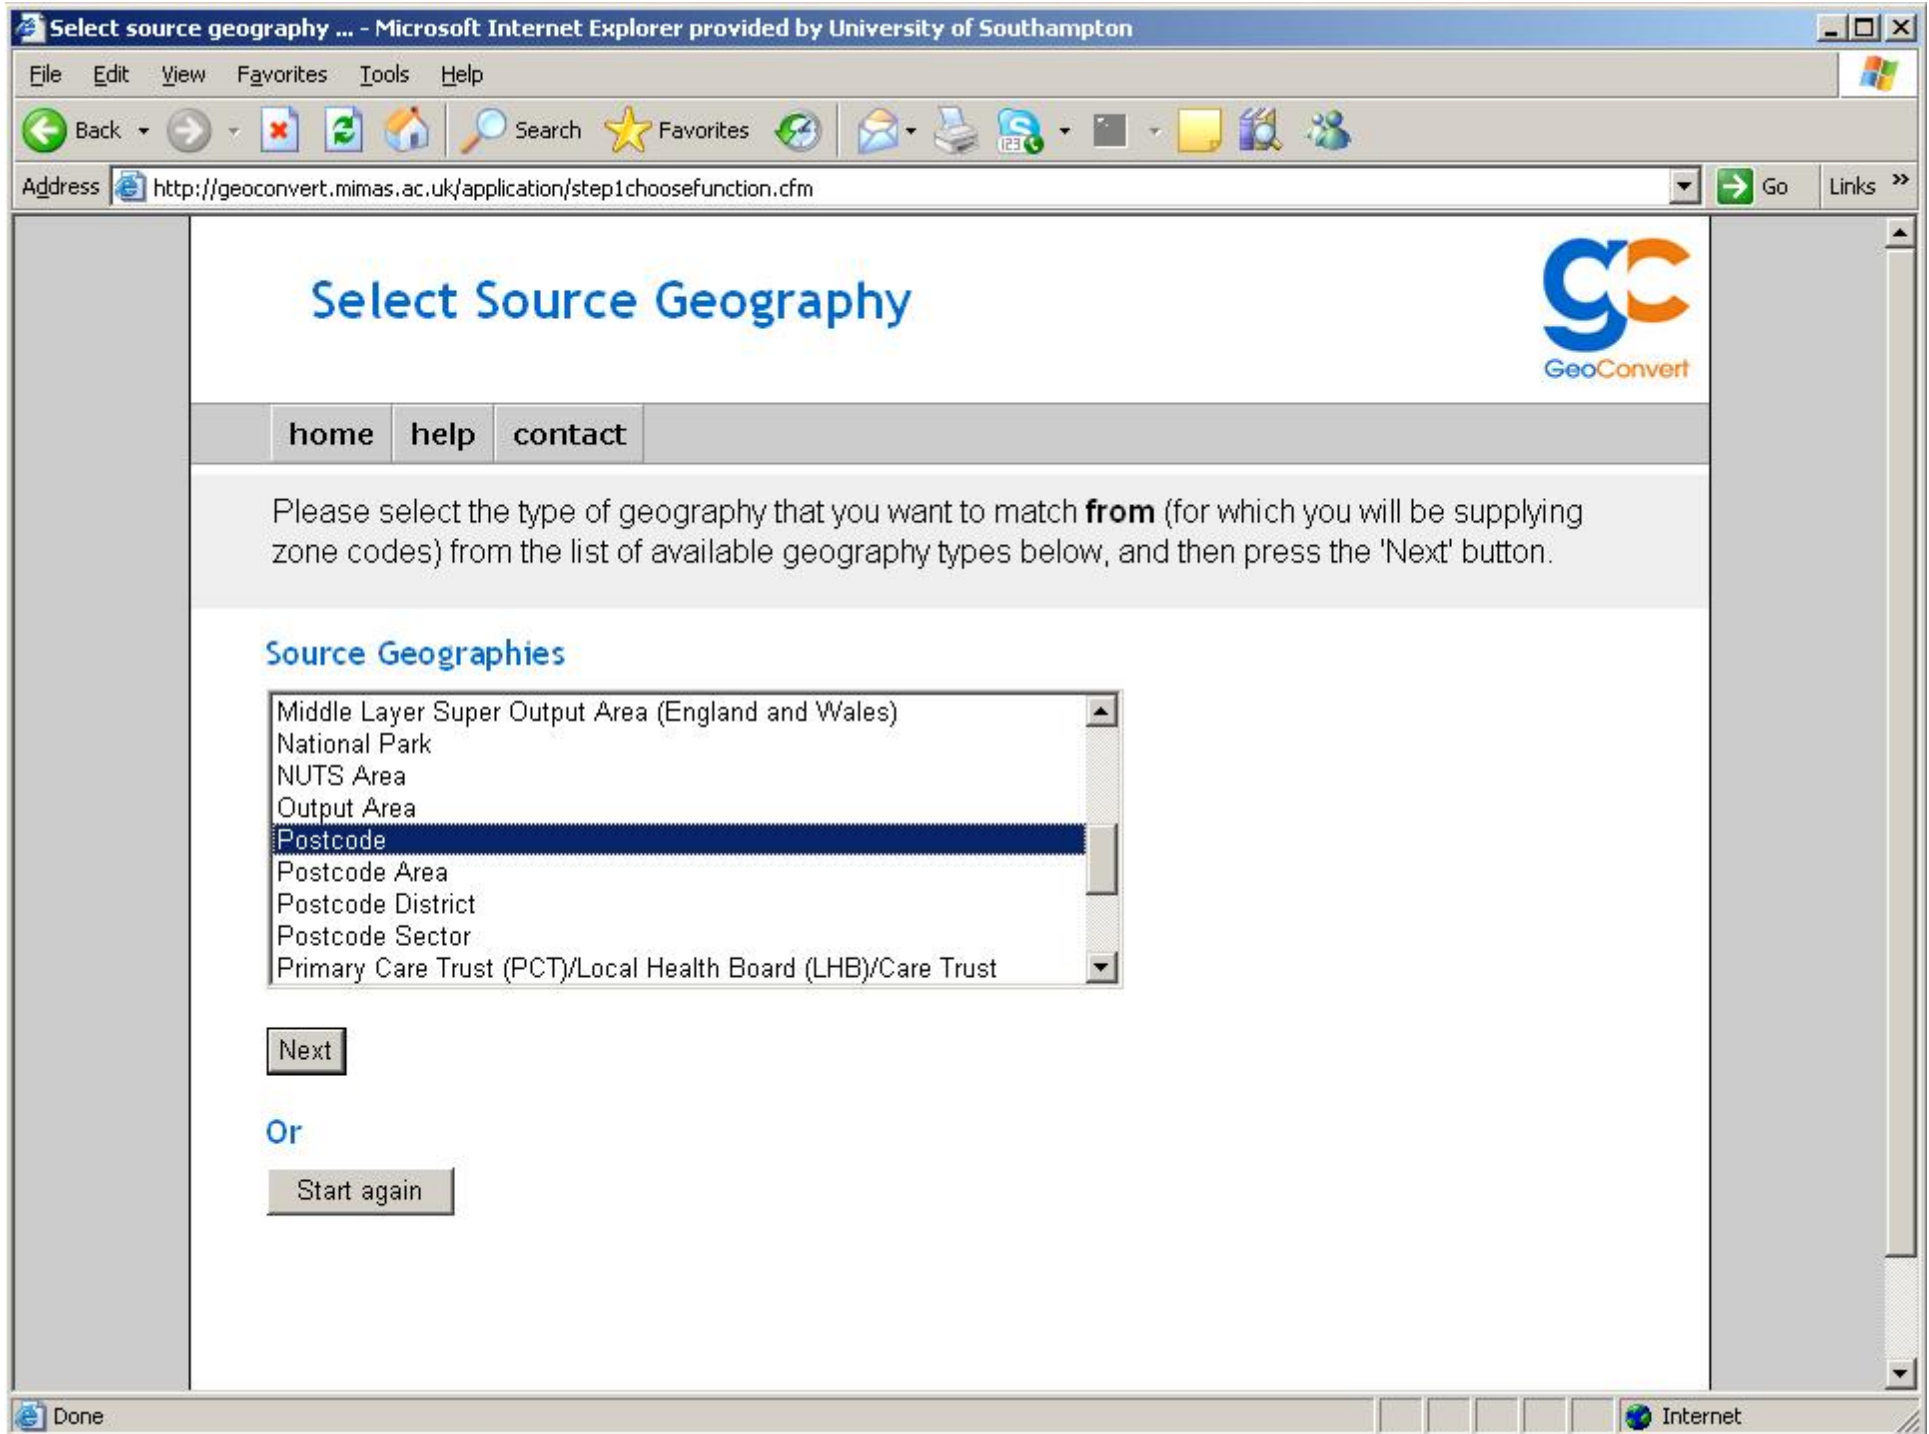 Select source geography ... - Microsoft Internet Explorer provided by University of Southampton
File Edit View Favorites Tools Help
Back Search Favorites 123
Address http://geoconvert.mimas.ac.uk/application/step1choosefunction.cfm Go Links »
Select Source Geography
gc
GeoConvert
home help contact
Please select the type of geography that you want to match from (for which you will be supplying
zone codes) from the list of available geography types below, and then press the 'Next' button.
Source Geographies
Middle Layer Super Output Area (England and Wales)
National Park
NUTS Area
Output Area
Postcode
Postcode Area
Postcode District
Postcode Sector
Primary Care Trust (PCT)/Local Health Board (LHB)/Care Trust
Next
Or
Start again
Done Internet